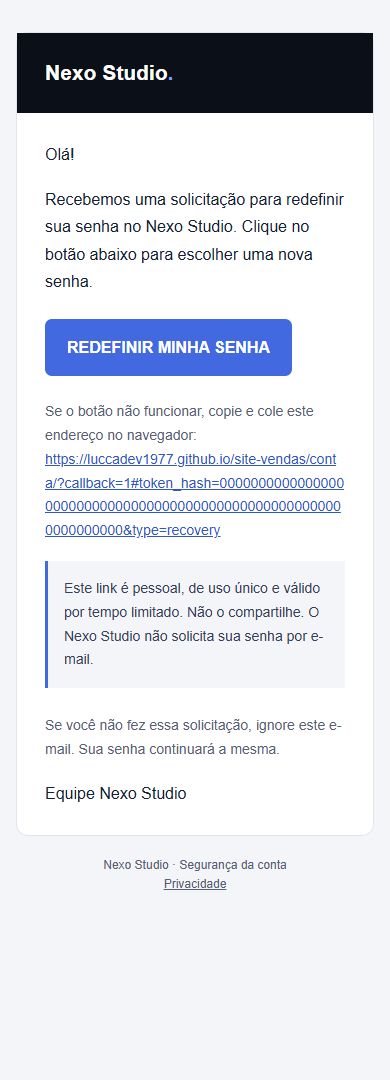 Nexo Studio.
Olá!
Recebemos uma solicitação para redefinir
sua senha no Nexo Studio. Clique no
botão abaixo para escolher uma nova
senha.
REDEFINIR MINHA SENHA
Se o botão não funcionar, copie e cole este
endereço no navegador:
https://luccadev1977.github.io/site-vendas/cont
a/?callback=1#token_hash=0000000000000000
00000000000000000000000000000000000000
0000000000&type=recovery
Este link é pessoal, de uso único e válido
por tempo limitado. Não o compartilhe. O
Nexo Studio não solicita sua senha por e-
mail.
Se você não fez essa solicitação, ignore este e-
mail. Sua senha continuará a mesma.
Equipe Nexo Studio
Nexo Studio · Segurança da conta
Privacidade